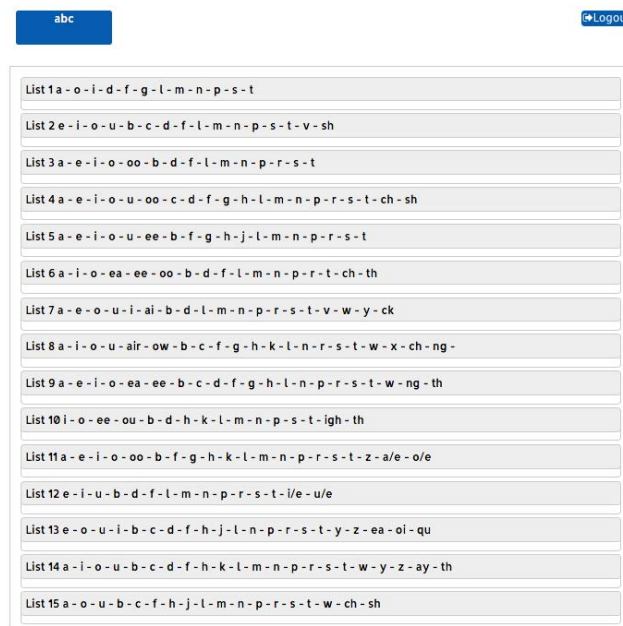 abc
Logou
List 1 a - o - i - d - f - g - l - m - n - p - s - t
List 2 e - i - o - u - b - c - d - f - l - m - n - p - s - t - v - sh
List 3 a - e - i - o - oo - b - d - f - l - m - n - p - r - s - t
List 4 a - e - i - o - u - oo - c - d - f - g - h - l - m - n - p - r - s - t - ch - sh
List 5 a - e - i - o - u - ee - b - f - g - h - j - l - m - n - p - r - s - t
List 6 a - i - o - ea - ee - oo - b - d - f - l - m - n - p - r - t - ch - th
List 7 a - e - o - u - i - ai - b - d - l - m - n - p - r - s - t - v - w - y - ck
List 8 a - i - o - u - air - ow - b - c - f - g - h - k - l - n - r - s - t - w - x - ch - ng -
List 9 a - e - i - o - ea - ee - b - c - d - f - g - h - l - n - p - r - s - t - w - ng - th
List 10 i - o - ee - ou - b - d - h - k - l - m - n - p - s - t - igh - th
List 11 a - e - i - o - oo - b - f - g - h - k - l - m - n - p - r - s - t - z - a/e - o/e
List 12 e - i - u - b - d - f - l - m - n - p - r - s - t - i/e - u/e
List 13 e - o - u - i - b - c - d - f - h - j - l - n - p - r - s - t - y - z - ea - oi - qu
List 14 a - i - o - u - b - c - d - f - h - k - l - m - n - p - r - s - t - w - y - z - ay - th
List 15 a - o - u - b - c - f - h - j - l - m - n - p - r - s - t - w - ch - sh